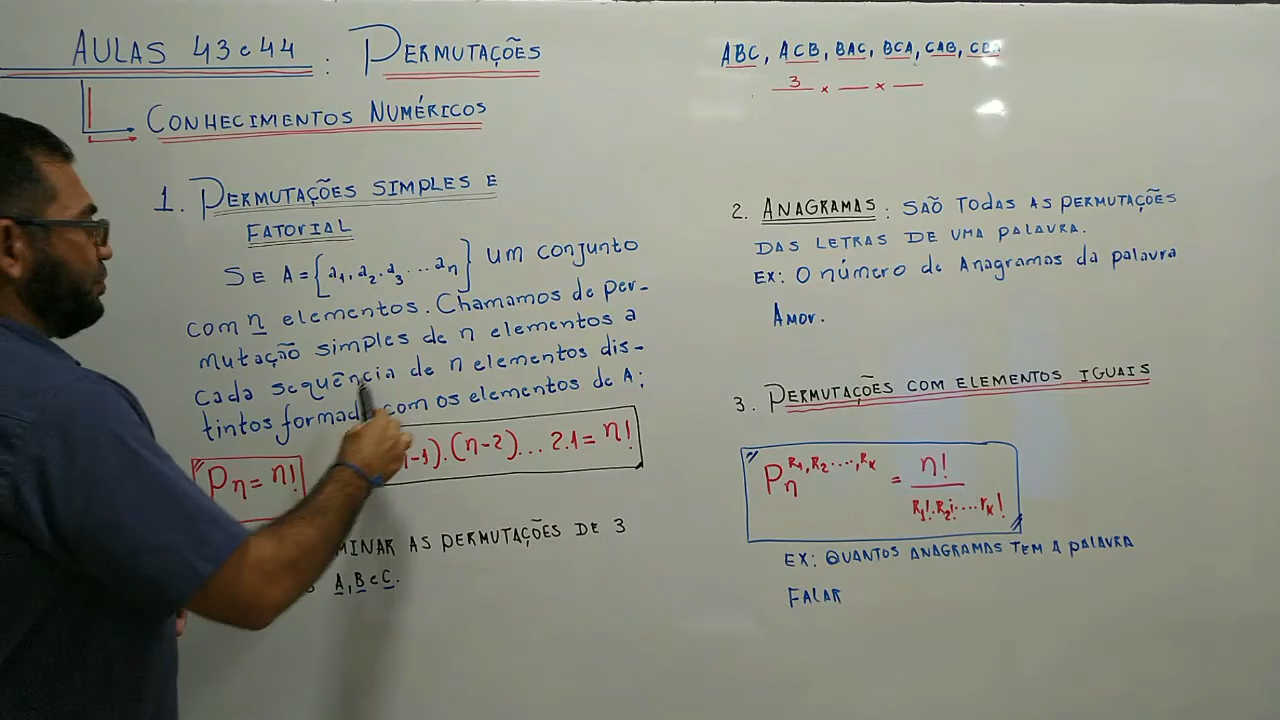 AULAS 43 e 44 : PERMUTAÇÕES
CONHECIMENTOS NUMÉRICOS
1. PERMUTAÇÕES SIMPLES E
FATORIAL
SE A = {a1, a2, a3 ... an} um conjunto
com n elementos. Chamamos de per-
mutação simples de n elementos a
cada sequência de n elementos dis-
tintos formada com os elementos de A;
Pn = n!
-1).(n-2)... 2.1 = n!
MINAR AS PERMUTAÇÕES DE 3
A, B e C.
ABC, ACB, BAC, BCA, CAB,
3 x __ x __
2. ANAGRAMAS: SÃO TODAS AS PERMUTAÇÕES
DAS LETRAS DE UMA PALAVRA.
EX: O número de Anagramas da palavra
Amor.
3. PERMUTAÇÕES COM ELEMENTOS IGUAIS
Pn^R1,R2....,Rk = n! / R1!.R2!....rk!
EX: QUANTOS ANAGRAMAS TEM A PALAVRA
FALAR